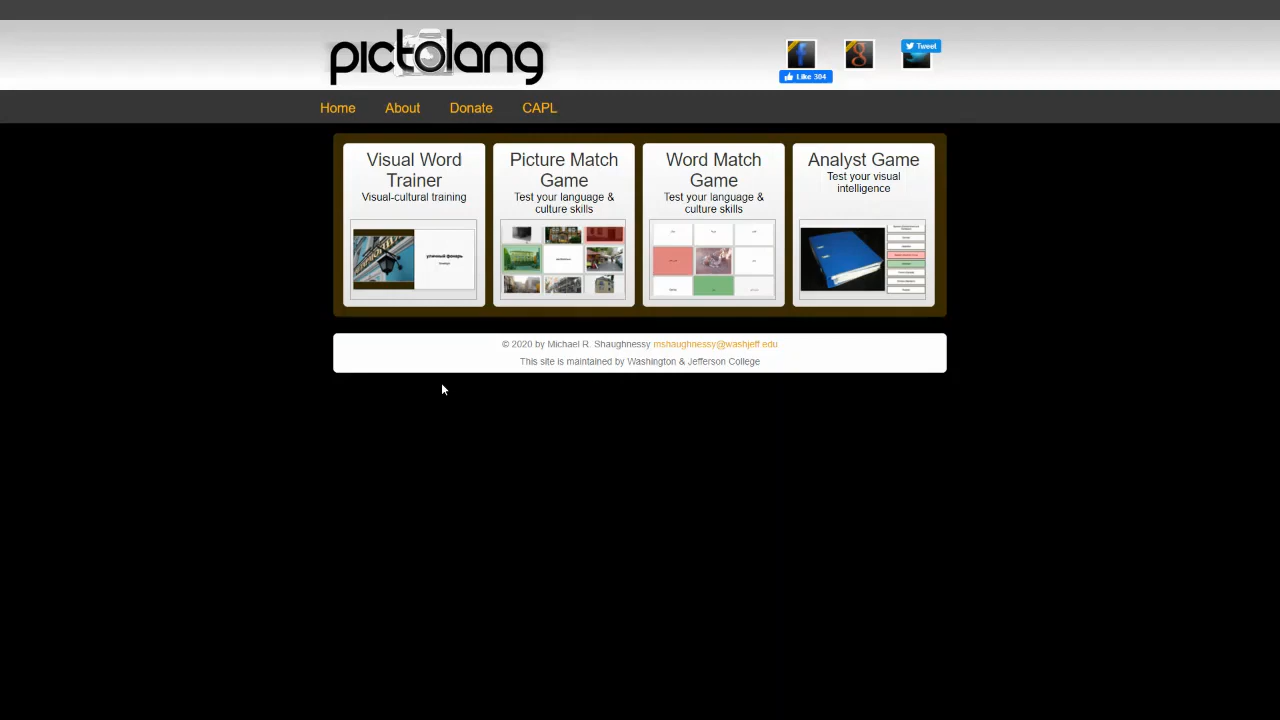 pictolang
Like 304
Tweet
Home About Donate CAPL
Visual Word
Trainer
Visual-cultural training
уличный фонарь
Picture Match
Game
Test your language &
culture skills
Word Match
Game
Test your language &
culture skills
Analyst Game
Test your visual
intelligence
© 2020 by Michael R. Shaughnessy mshaughnessy@washjeff.edu
This site is maintained by Washington & Jefferson College